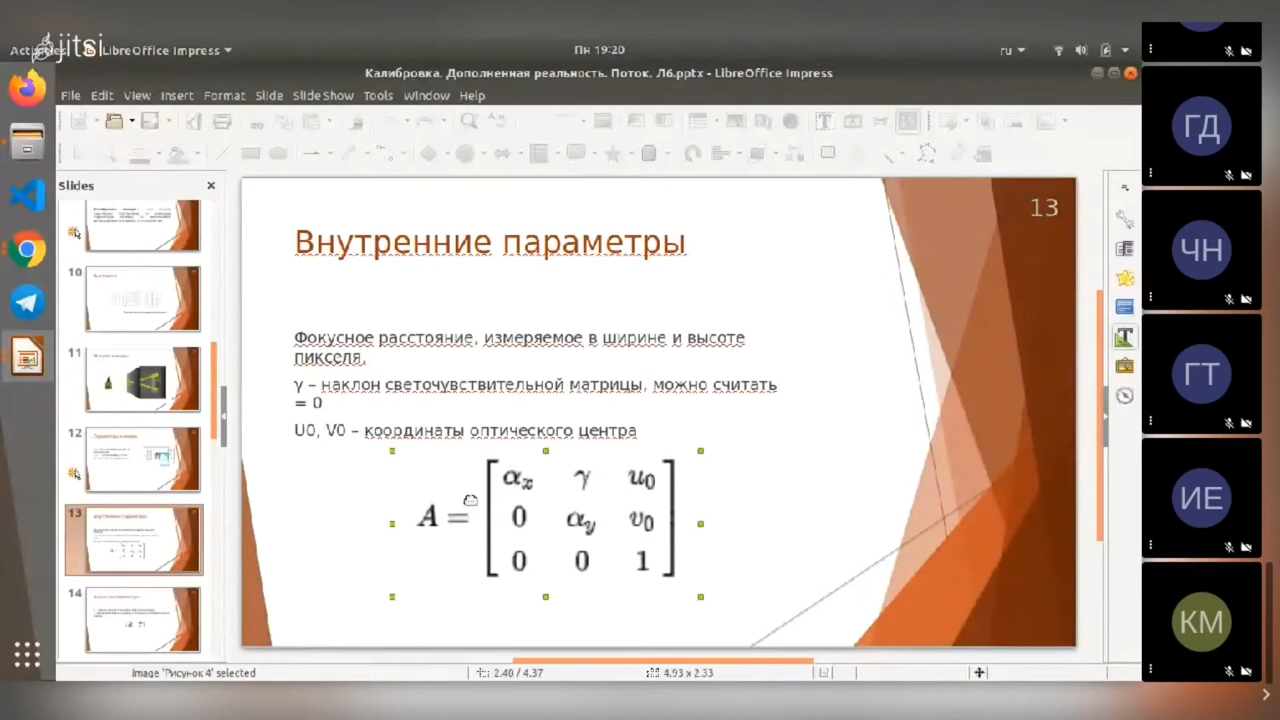 jitsi
LibreOffice Impress
Пн 19:20
ru
Калибровка. Дополненная реальность. Поток. Л6.pptx - LibreOffice Impress
File Edit View Insert Format Slide Slide Show Tools Window Help
Slides
10
11
12
13
14
13
Внутренние параметры
Фокусное расстояние, измеряемое в ширине и высоте
пикселя,
γ – наклон светочувствительной матрицы, можно считать
= 0
U0, V0 – координаты оптического центра
αx γ u0
A = 0 αy v0
0 0 1
Image 'Рисунок 4' selected
2.40 / 4.37
4.93 x 2.33
ГД
ЧН
ГТ
ИЕ
КМ